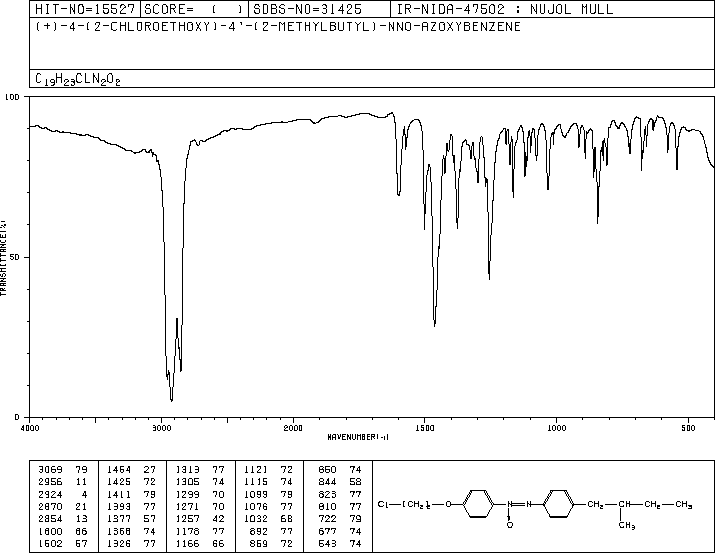 HIT-NO=15527 SCORE= ( ) SDBS-NO=31425 IR-NIDA-47502 : NUJOL MULL
(+)-4-(2-CHLOROETHOXY)-4'-(2-METHYLBUTYL)-NNO-AZOXYBENZENE
C19H23CLN2O2
100
50
0
TRANSMITTANCE(%)
4000 3000 2000 1500 1000 500
WAVENUMBER(-1)
3069 79 1464 27 1313 77 1121 72 860 74
2956 11 1425 72 1305 74 1115 74 844 58
2924 4 1411 79 1299 70 1099 79 823 77
2870 21 1393 77 1271 70 1076 77 810 77
2854 13 1377 57 1257 42 1032 68 722 79
1600 66 1368 74 1178 77 892 77 677 74
1502 57 1326 77 1166 66 859 72 543 74
Cl—(CH2)2—O N=N CH2—CH—CH2—CH3
O CH3